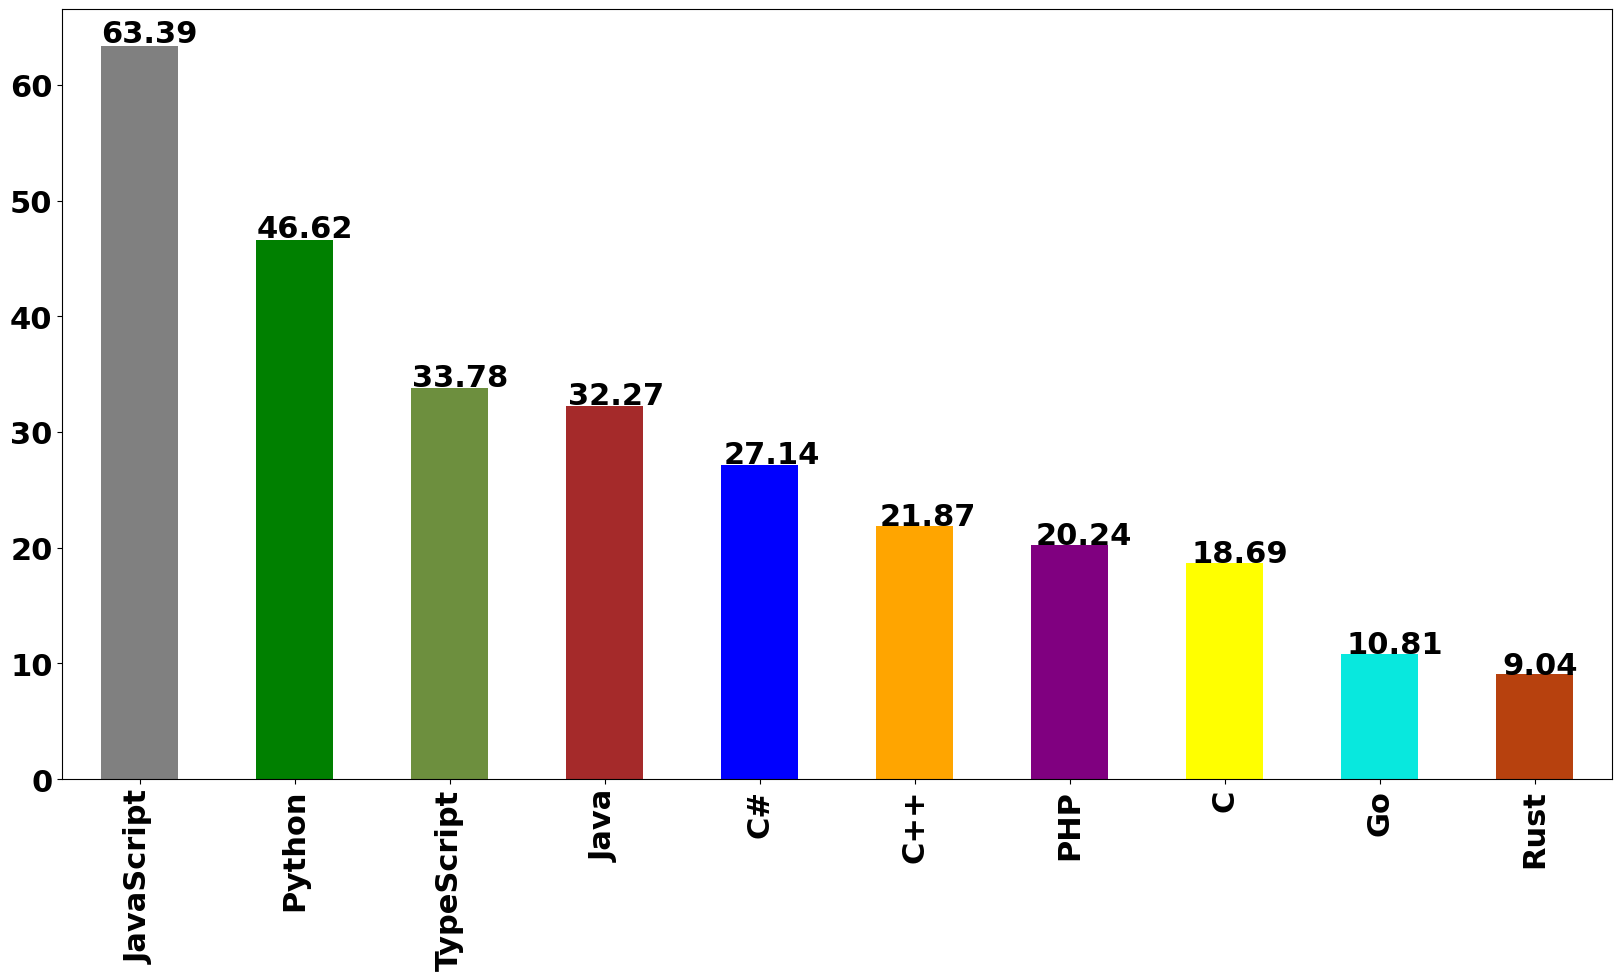 63.39
46.62
33.78
32.27
27.14
21.87
20.24
18.69
10.81
9.04
60
50
40
30
20
10
0
JavaScript
Python
TypeScript
Java
C#
C++
PHP
C
Go
Rust